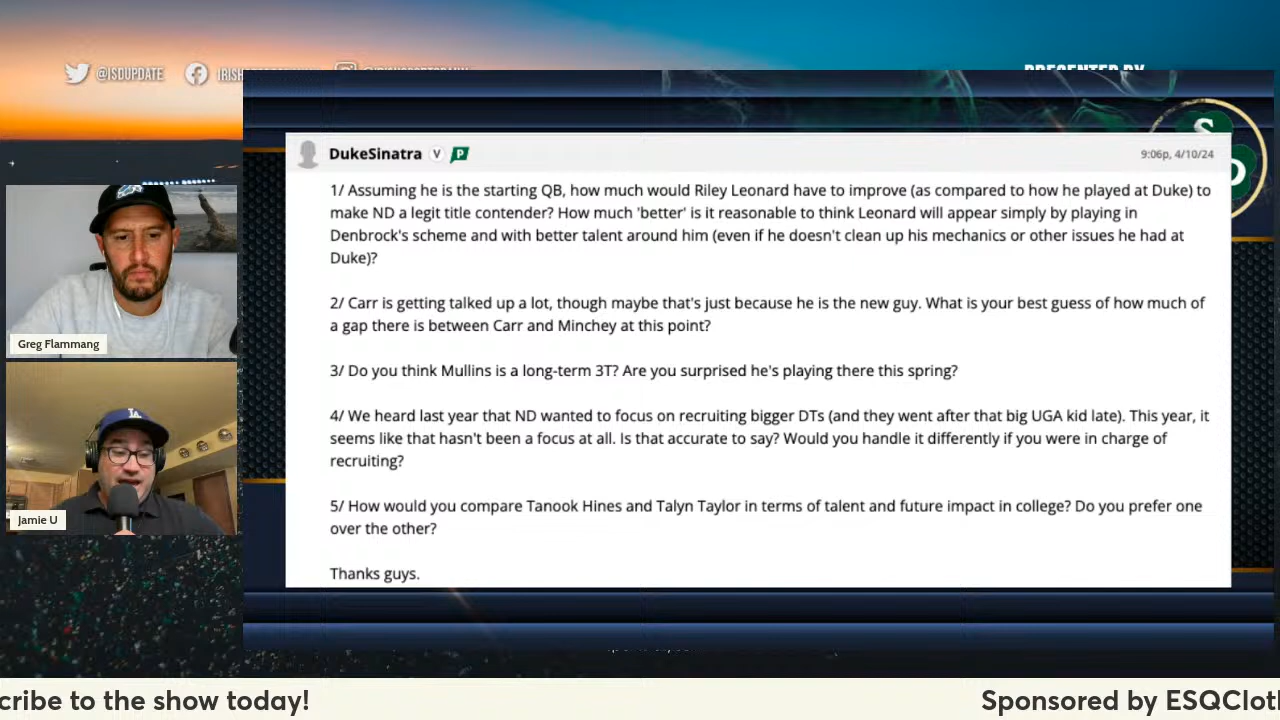 @ISDUPDATE
IRISH
PRESENTED BY
DukeSinatra V P
9:06p, 4/10/24
1/ Assuming he is the starting QB, how much would Riley Leonard have to improve (as compared to how he played at Duke) to
make ND a legit title contender? How much 'better' is it reasonable to think Leonard will appear simply by playing in
Denbrock's scheme and with better talent around him (even if he doesn't clean up his mechanics or other issues he had at
Duke)?
2/ Carr is getting talked up a lot, though maybe that's just because he is the new guy. What is your best guess of how much of
a gap there is between Carr and Minchey at this point?
3/ Do you think Mullins is a long-term 3T? Are you surprised he's playing there this spring?
4/ We heard last year that ND wanted to focus on recruiting bigger DTs (and they went after that big UGA kid late). This year, it
seems like that hasn't been a focus at all. Is that accurate to say? Would you handle it differently if you were in charge of
recruiting?
5/ How would you compare Tanook Hines and Talyn Taylor in terms of talent and future impact in college? Do you prefer one
over the other?
Thanks guys.
Greg Flammang
LA
Jamie U
S
D
cribe to the show today!
Sponsored by ESQClot